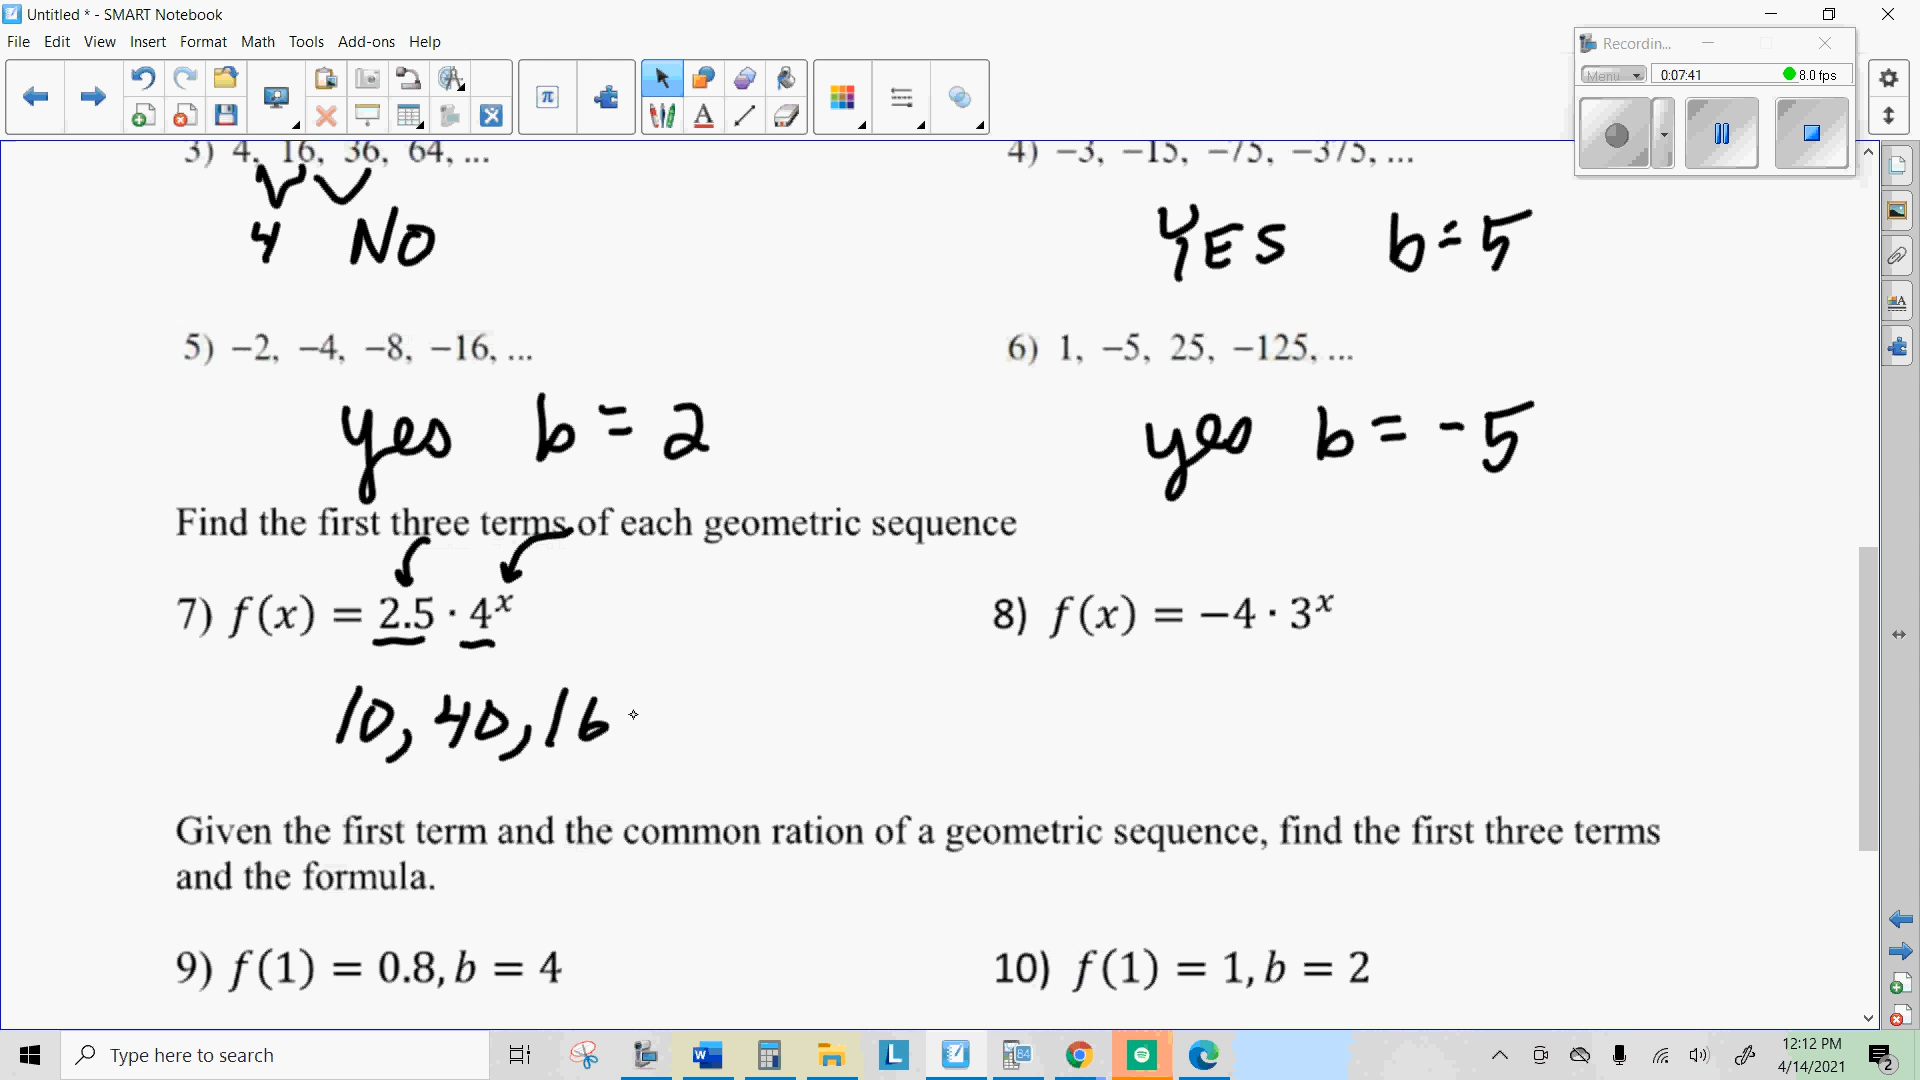 Untitled * - SMART Notebook
File Edit View Insert Format Math Tools Add-ons Help
Recordin...
Menu 0:07:41 8.0 fps
3) 4, 16, 36, 64, ...
4) −3, −15, −75, −375, ...
4 NO
YES b=5
5) −2, −4, −8, −16, ...
6) 1, −5, 25, −125, ...
yes b = 2
yes b = -5
Find the first three terms of each geometric sequence
7) f(x) = 2.5 · 4ˣ
8) f(x) = −4 · 3ˣ
10, 40, 16
Given the first term and the common ration of a geometric sequence, find the first three terms
and the formula.
9) f(1) = 0.8, b = 4
10) f(1) = 1, b = 2
Type here to search
12:12 PM
4/14/2021
2